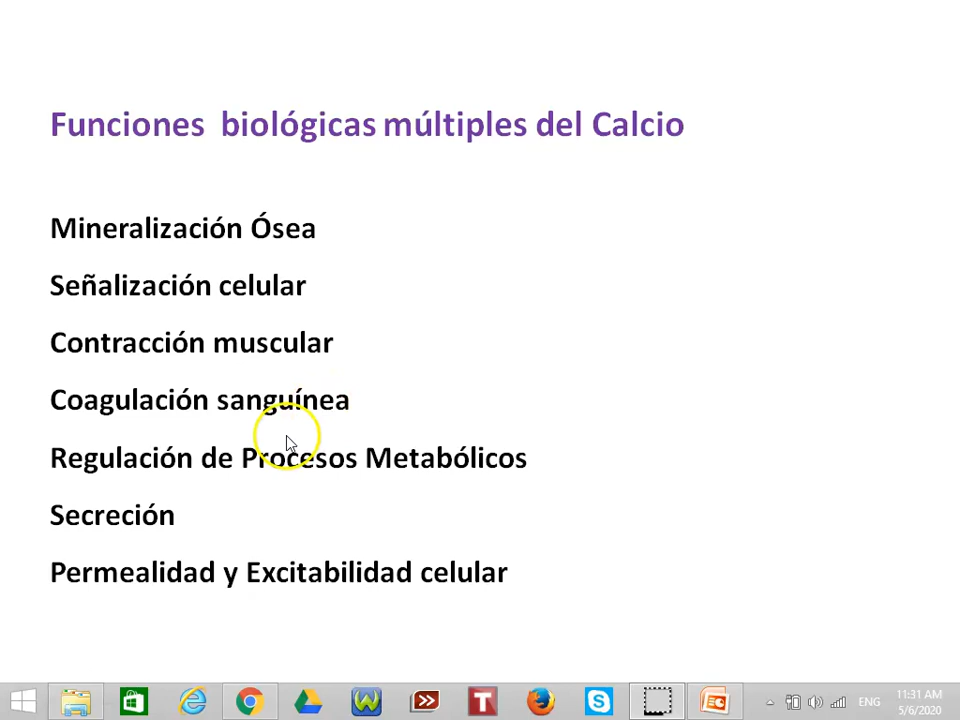 Funciones biológicas múltiples del Calcio
Mineralización Ósea
Señalización celular
Contracción muscular
Coagulación sanguínea
Regulación de Procesos Metabólicos
Secreción
Permealidad y Excitabilidad celular
ENG
11:31 AM
5/6/2020